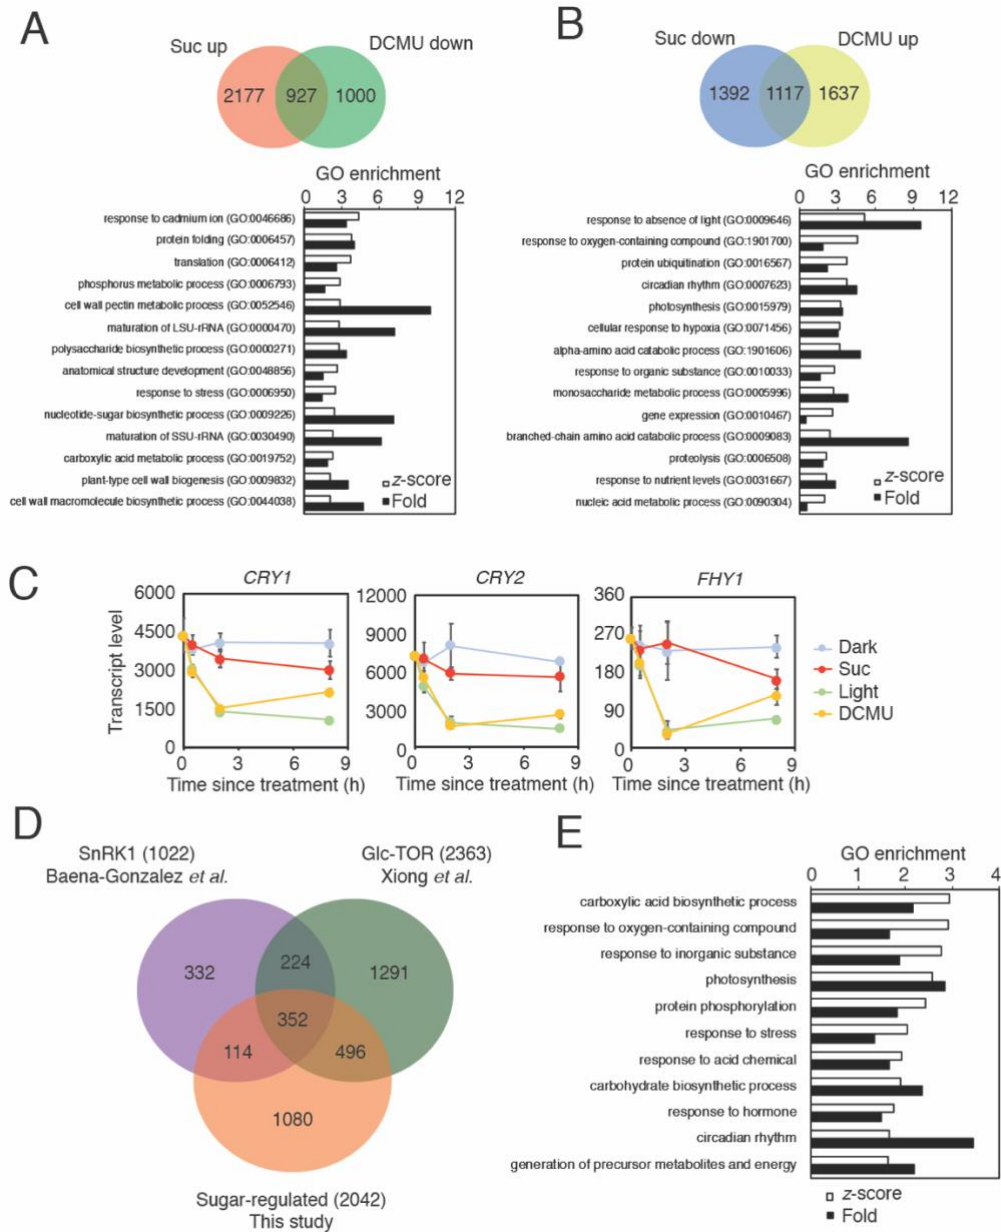 A
Suc up
DCMU down
2177 927 1000
GO enrichment
0 3 6 9 12
response to cadmium ion (GO:0046686)
protein folding (GO:0006457)
translation (GO:0006412)
phosphorus metabolic process (GO:0006793)
cell wall pectin metabolic process (GO:0052546)
maturation of LSU-rRNA (GO:0000470)
polysaccharide biosynthetic process (GO:0000271)
anatomical structure development (GO:0048856)
response to stress (GO:0006950)
nucleotide-sugar biosynthetic process (GO:0009226)
maturation of SSU-rRNA (GO:0030490)
carboxylic acid metabolic process (GO:0019752)
plant-type cell wall biogenesis (GO:0009832)
cell wall macromolecule biosynthetic process (GO:0044038)
z-score
Fold
B
Suc down
DCMU up
1392 1117 1637
GO enrichment
0 3 6 9 12
response to absence of light (GO:0009646)
response to oxygen-containing compound (GO:1901700)
protein ubiquitination (GO:0016567)
circadian rhythm (GO:0007623)
photosynthesis (GO:0015979)
cellular response to hypoxia (GO:0071456)
alpha-amino acid catabolic process (GO:1901606)
response to organic substance (GO:0010033)
monosaccharide metabolic process (GO:0005996)
gene expression (GO:0010467)
branched-chain amino acid catabolic process (GO:0009083)
proteolysis (GO:0006508)
response to nutrient levels (GO:0031667)
nucleic acid metabolic process (GO:0090304)
z-score
Fold
C
Transcript level
CRY1
6000
4500
3000
1500
0
0 3 6 9
Time since treatment (h)
CRY2
12000
9000
6000
3000
0
0 3 6 9
Time since treatment (h)
FHY1
360
270
180
90
0
0 3 6 9
Time since treatment (h)
Dark
Suc
Light
DCMU
D
SnRK1 (1022)
Baena-Gonzalez et al.
Glc-TOR (2363)
Xiong et al.
332
224
1291
352
114
496
1080
Sugar-regulated (2042)
This study
E
GO enrichment
0 1 2 3 4
carboxylic acid biosynthetic process
response to oxygen-containing compound
response to inorganic substance
photosynthesis
protein phosphorylation
response to stress
response to acid chemical
carbohydrate biosynthetic process
response to hormone
circadian rhythm
generation of precursor metabolites and energy
z-score
Fold